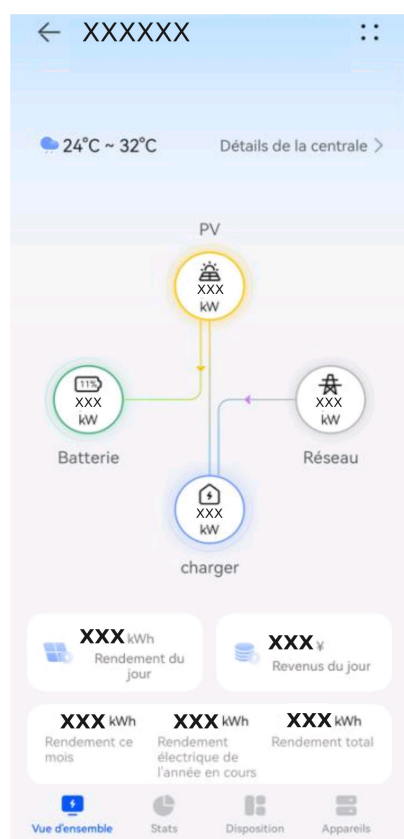 XXXXXX
24°C ~ 32°C
Détails de la centrale
PV
XXX
kW
11%
XXX
kW
XXX
kW
Batterie
Réseau
XXX
kW
charger
XXX kWh
Rendement du
jour
XXX ¥
Revenus du jour
XXX kWh
XXX kWh
XXX kWh
Rendement ce
mois
Rendement
électrique de
l'année en cours
Rendement total
Vue d'ensemble
Stats
Disposition
Appareils